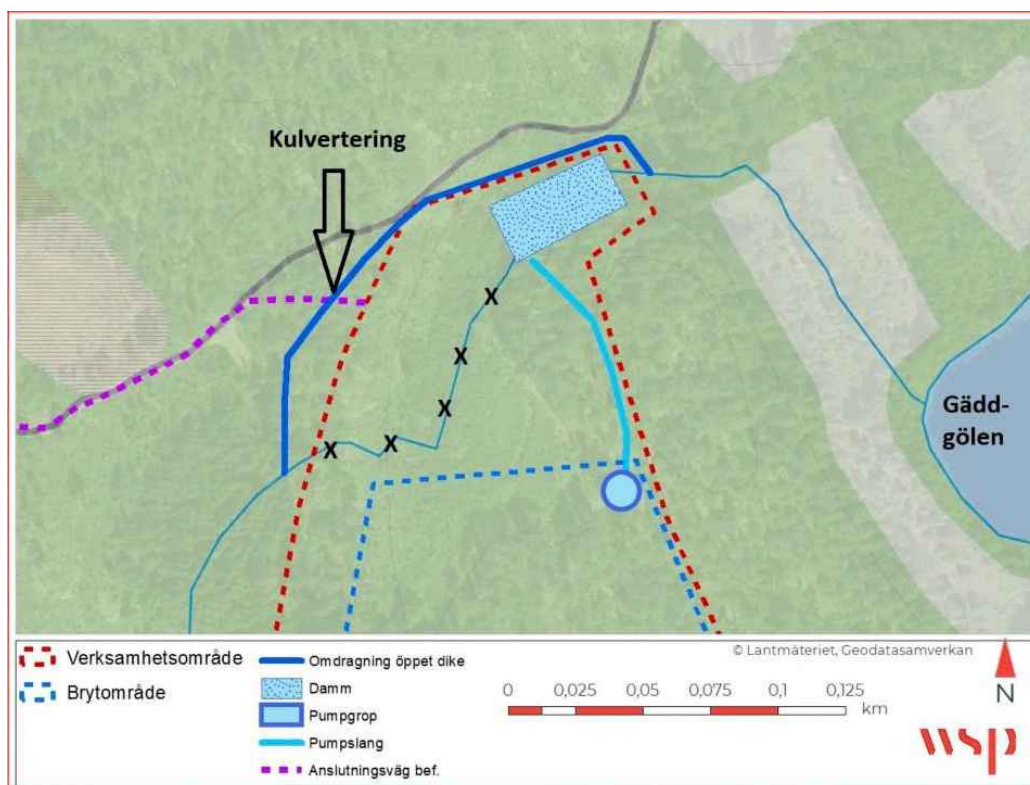 Kulvertering
X
X
X
X
X
Gädd-
gölen
Verksamhetsområde
Brytområde
Omdragning öppet dike
Damm
Pumpgrop
Pumpslang
Anslutningsväg bef.
© Lantmäteriet, Geodatasamverkan
0 0,025 0,05 0,075 0,1 0,125
km
N
wsp